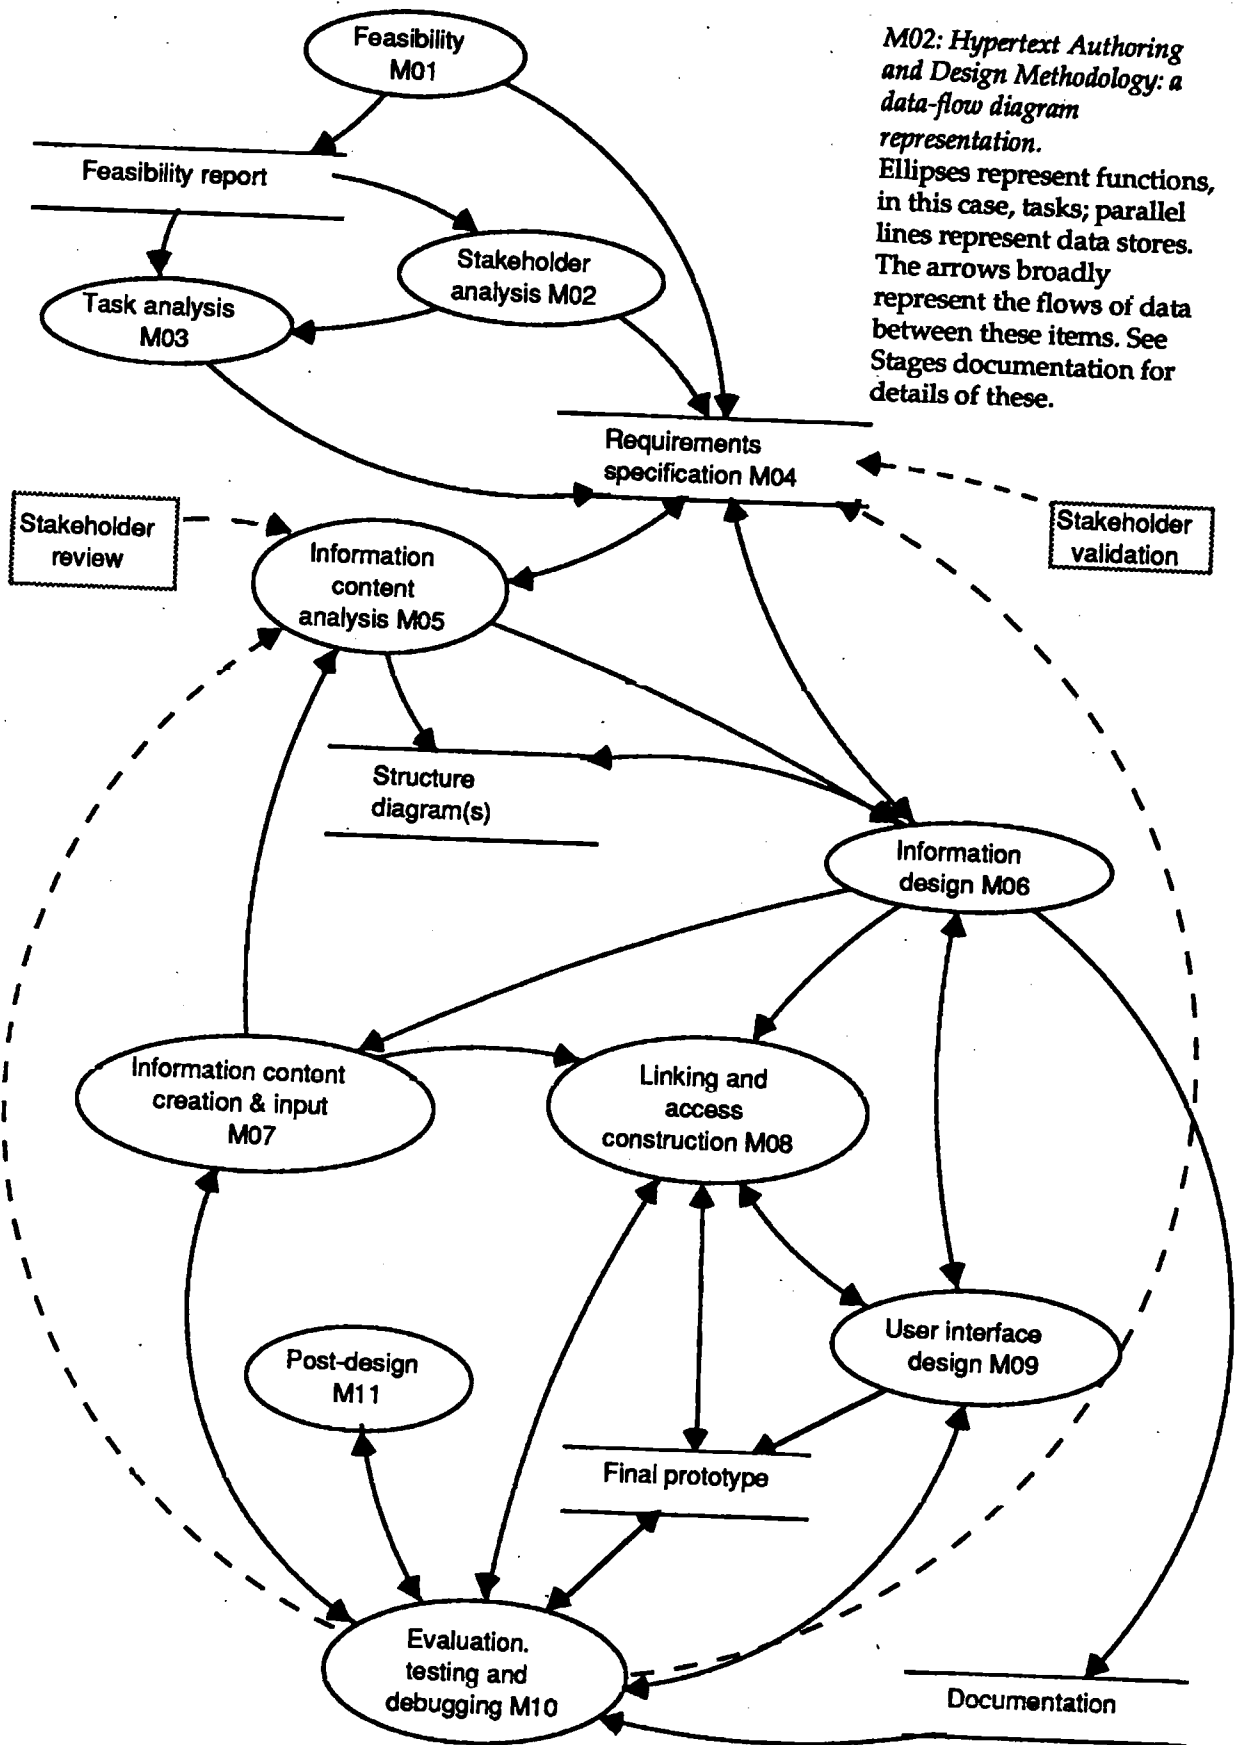 Feasibility
M01
M02: Hypertext Authoring
and Design Methodology: a
data-flow diagram
representation.
Ellipses represent functions,
in this case, tasks; parallel
lines represent data stores.
The arrows broadly
represent the flows of data
between these items. See
Stages documentation for
details of these.
Feasibility report
Stakeholder
analysis M02
Task analysis
M03
Requirements
specification M04
Stakeholder
review
Stakeholder
validation
Information
content
analysis M05
Structure
diagram(s)
Information
design M06
Information content
creation & input
M07
Linking and
access
construction M08
User interface
design M09
Post-design
M11
Final prototype
Evaluation.
testing and
debugging M10
Documentation